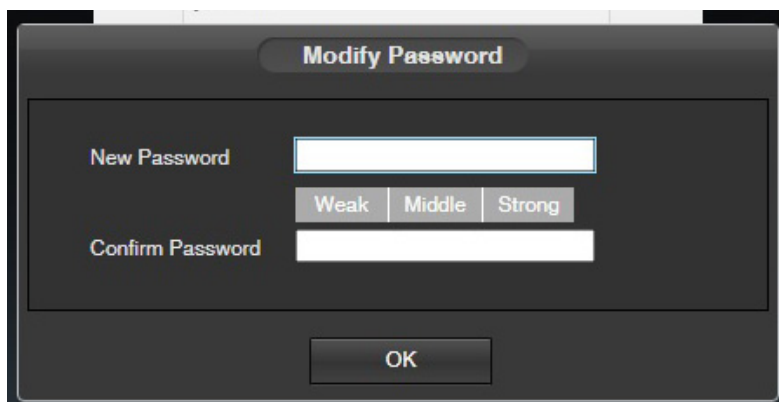 Modify Password
New Password
Weak Middle Strong
Confirm Password
OK